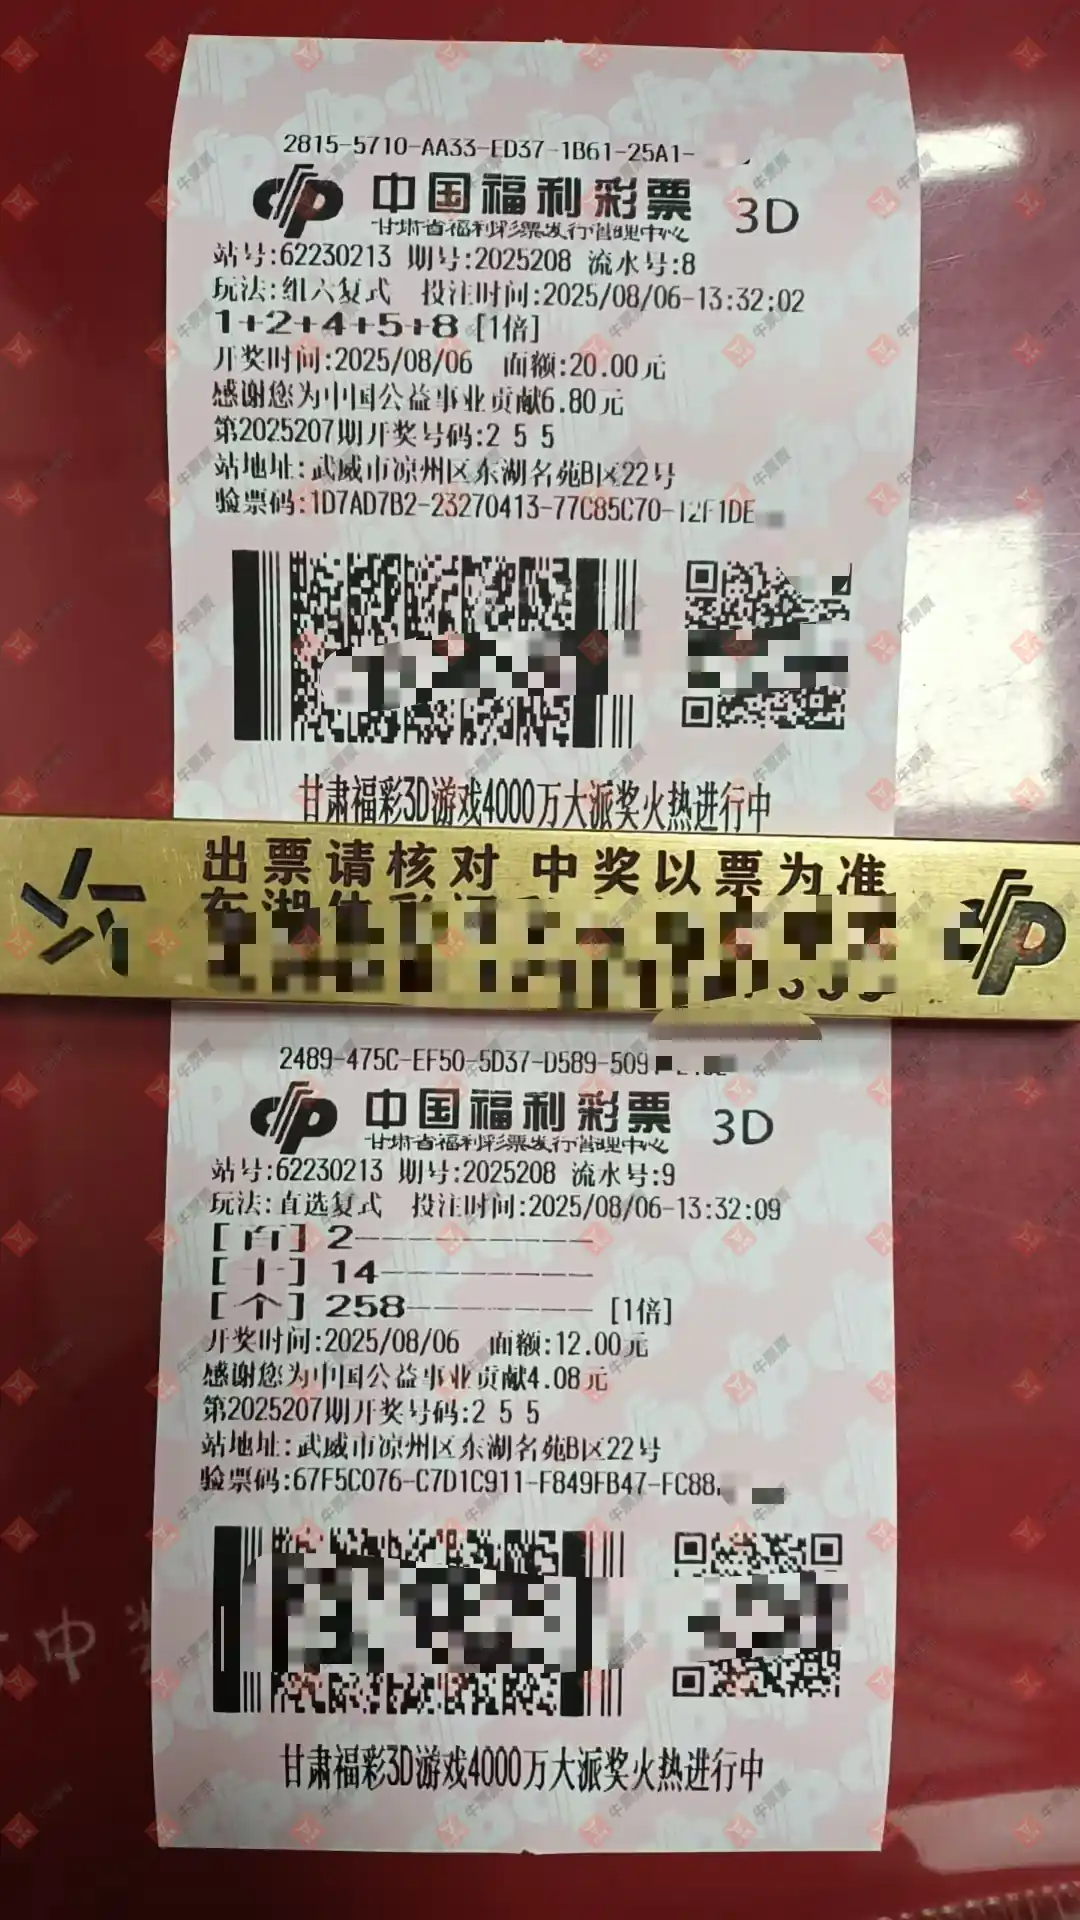 2815-5710-AA33-ED37-1B61-25A1-
中国福利彩票 3D
甘肃省福利彩票发行管理中心
站号:62230213 期号:2025208 流水号:8
玩法:组六复式 投注时间:2025/08/06-13:32:02
1+2+4+5+8 [1倍]
开奖时间:2025/08/06 面额:20.00元
感谢您为中国公益事业贡献6.80元
第2025207期开奖号码:2 5 5
站地址:武威市凉州区东湖名苑B区22号
验票码:1D7AD7B2-23270413-77C85C70-12F1DE
甘肃福彩3D游戏4000万大派奖火热进行中
出票请核对 中奖以票为准
2489-475C-EF50-5D37-D589-509
中国福利彩票 3D
甘肃省福利彩票发行管理中心
站号:62230213 期号:2025208 流水号:9
玩法:直选复式 投注时间:2025/08/06-13:32:09
[百] 2----------
[十] 14---------
[个] 258-------- [1倍]
开奖时间:2025/08/06 面额:12.00元
感谢您为中国公益事业贡献4.08元
第2025207期开奖号码:2 5 5
站地址:武威市凉州区东湖名苑B区22号
验票码:67F5C076-C7D1C911-F849FB47-FC88
甘肃福彩3D游戏4000万大派奖火热进行中
中